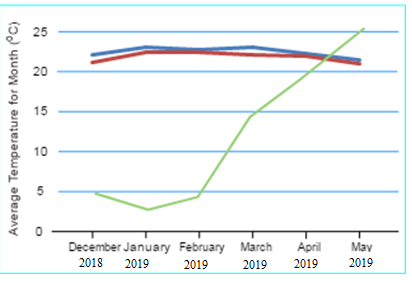 Average Temperature for Month (⁰C)
25
20
15
10
5
0
December January February March April May
2018 2019 2019 2019 2019 2019